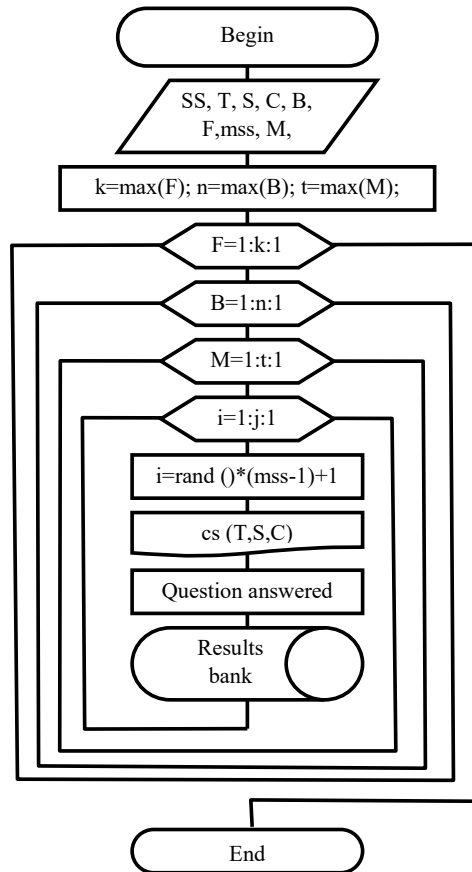 Begin
SS, T, S, C, B,
F,mss, M,
k=max(F); n=max(B); t=max(M);
F=1:k:1
B=1:n:1
M=1:t:1
i=1:j:1
i=rand ()*(mss-1)+1
cs (T,S,C)
Question answered
Results
bank
End